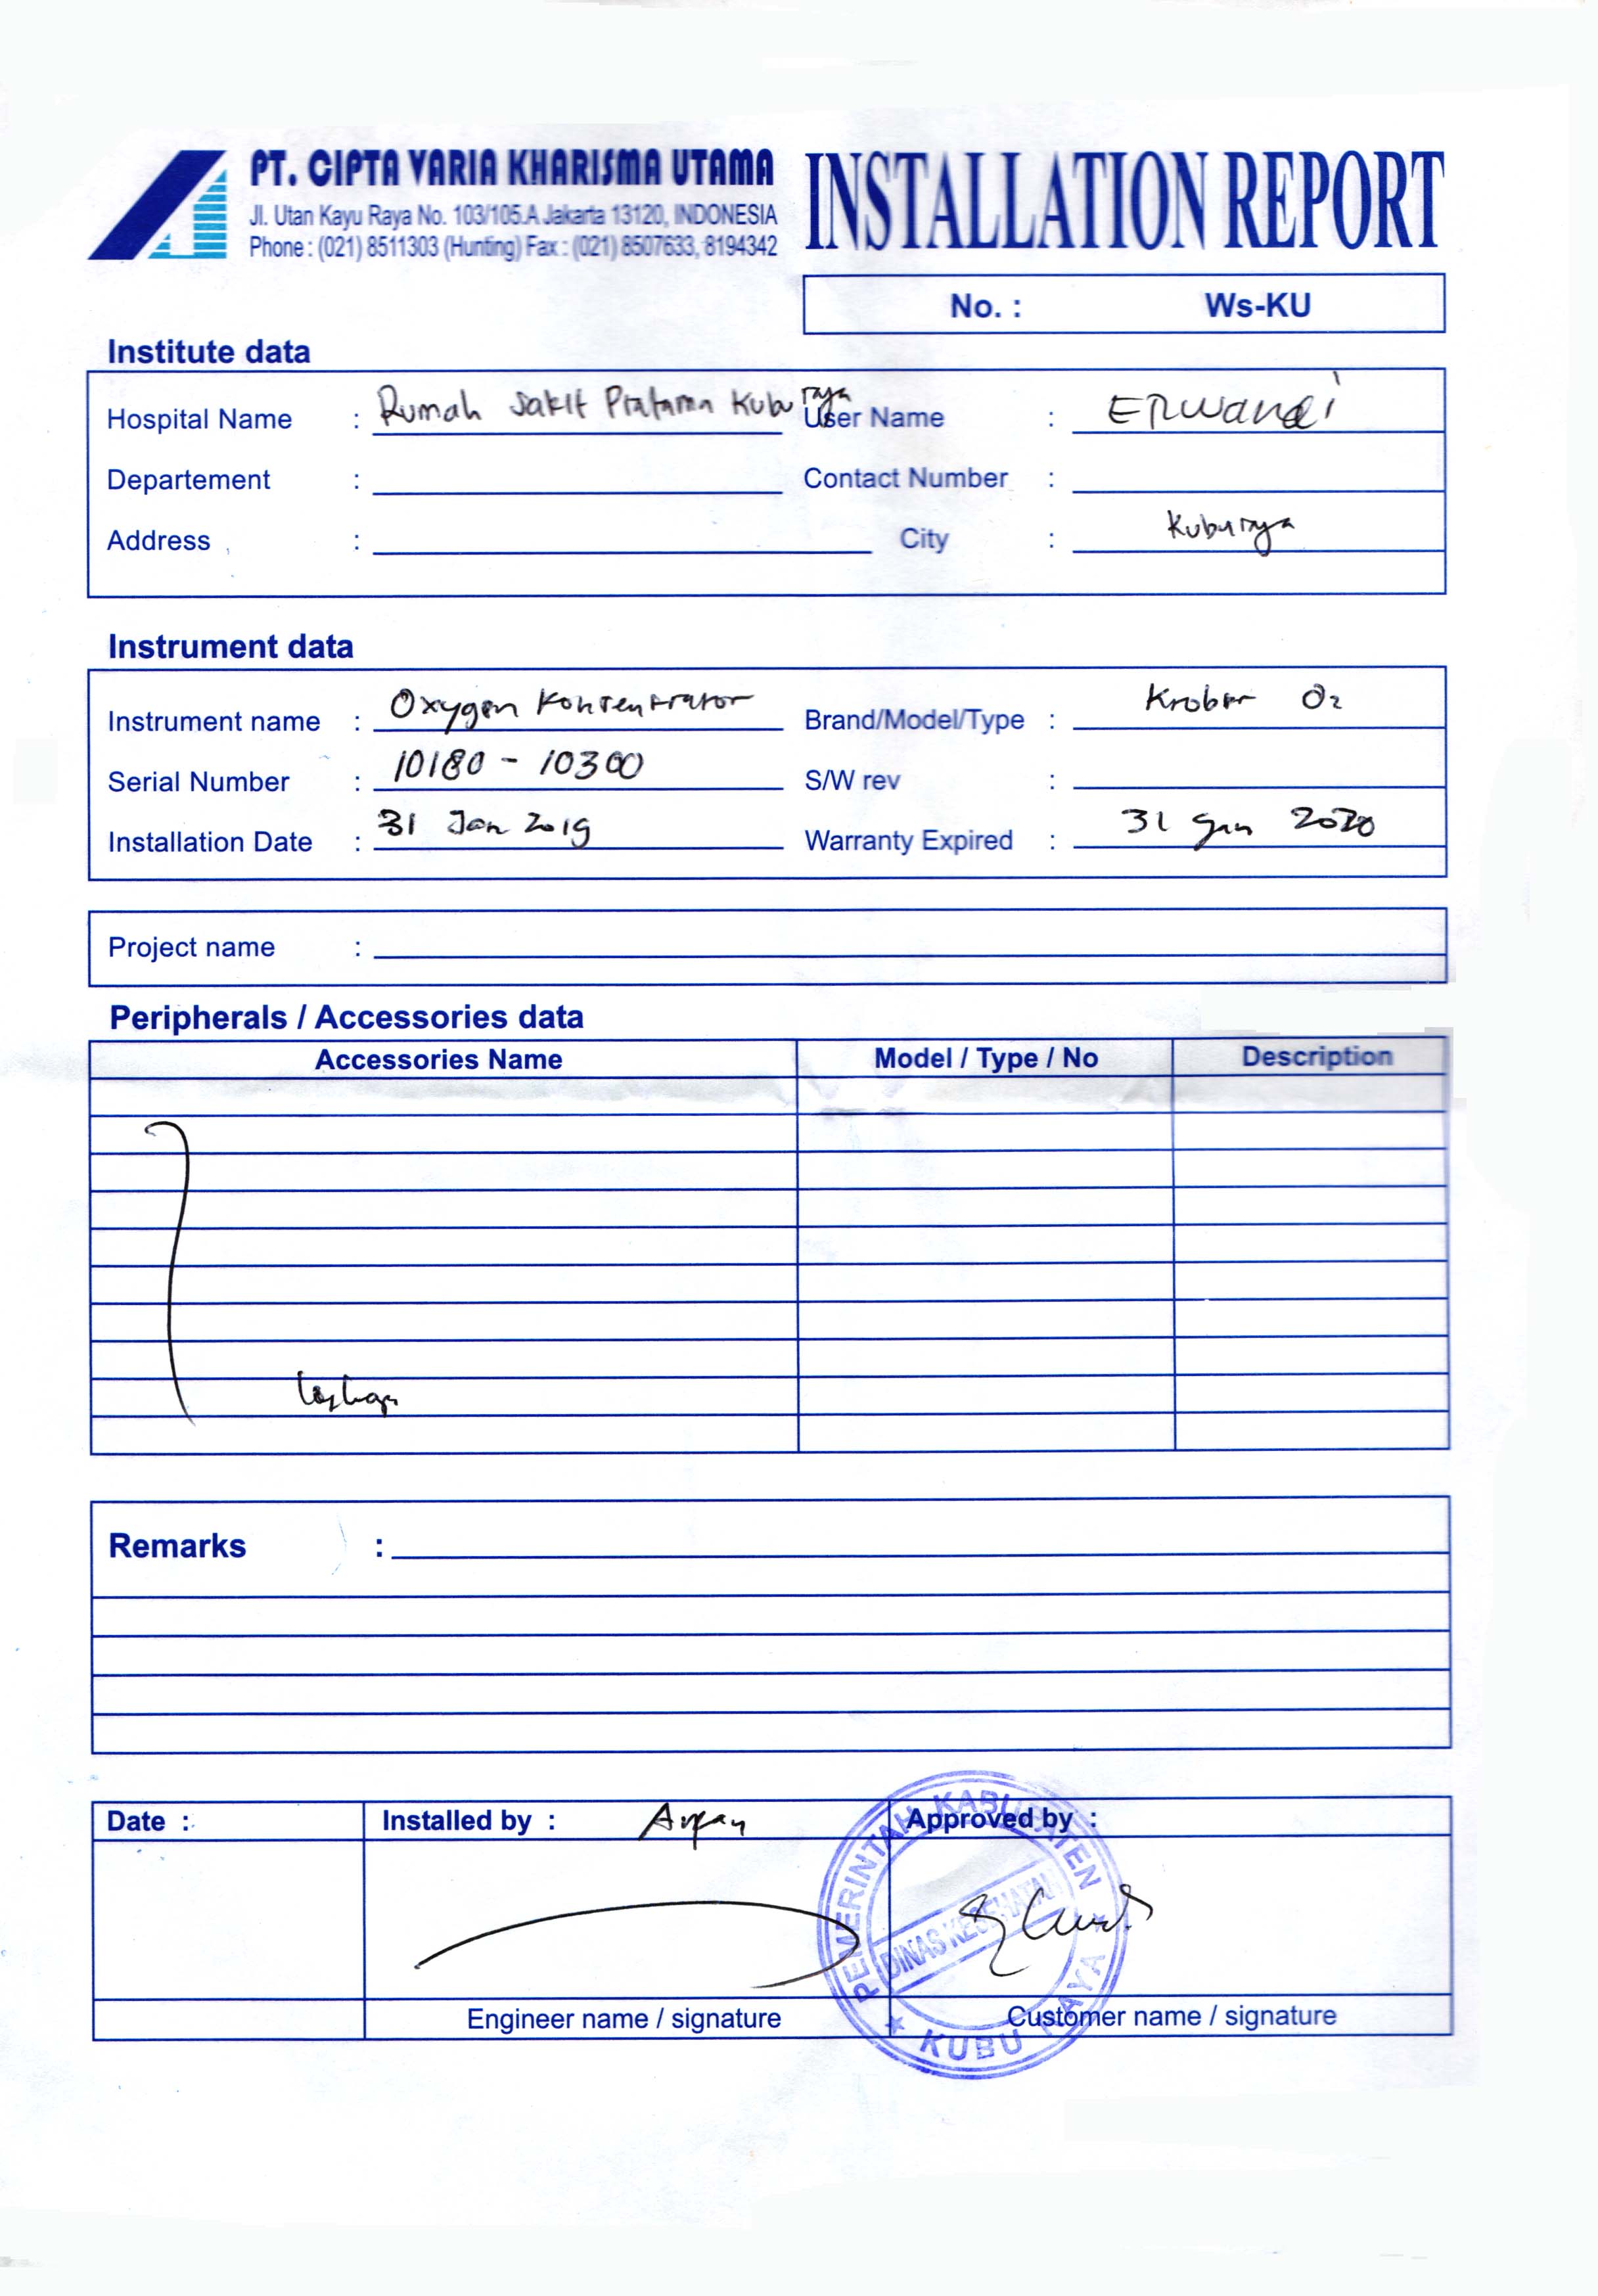 PT. CIPTA VARIA KHARISMA UTAMA
Jl. Utan Kayu Raya No. 103/105.A Jakarta 13120, INDONESIA
Phone : (021) 8511303 (Hunting) Fax : (021) 8507633, 8194342
INSTALLATION REPORT
No. : Ws-KU
Institute data
Hospital Name : Rumah Sakit Pratama Kubu raya User Name : ERwandi
Departement : Contact Number :
Address : City : Kuburaya
Instrument data
Instrument name : Oxygen Konsentrator Brand/Model/Type : Krober O2
Serial Number : 10180 - 10300 S/W rev :
Installation Date : 31 Jan 2019 Warranty Expired : 31 Jan 2020
Project name :
Peripherals / Accessories data
Accessories Name Model / Type / No Description
Remarks :
Date : Installed by : Arfan Approved by :
PEMERINTAH KABUPATEN
DINAS KESEHATAN
KUBU RAYA
Engineer name / signature Customer name / signature